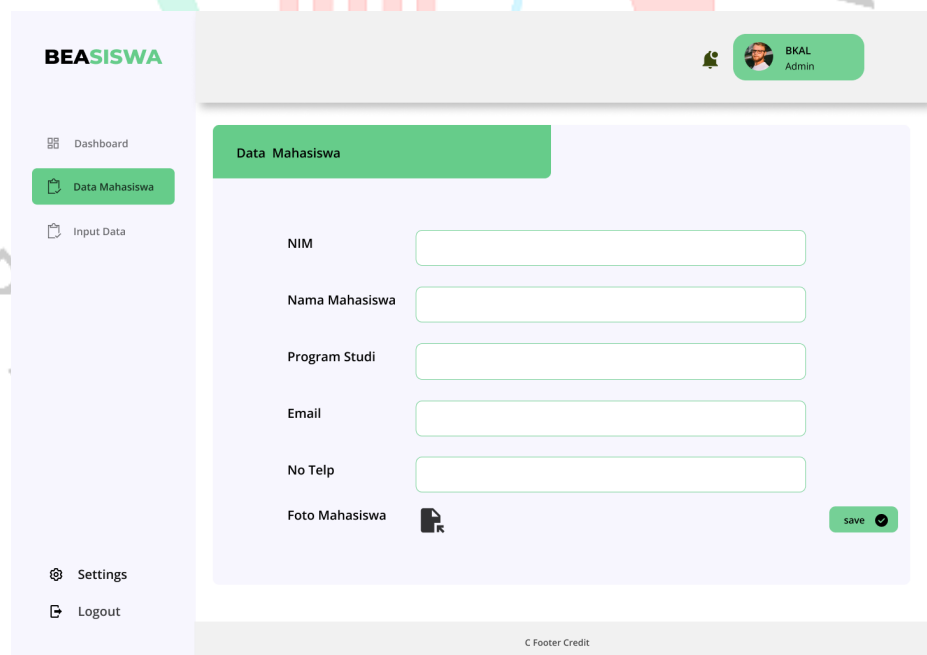 BEASISWA
BKAL
Admin
Dashboard
Data Mahasiswa
Input Data
Settings
Logout
Data Mahasiswa
NIM
Nama Mahasiswa
Program Studi
Email
No Telp
Foto Mahasiswa
save
C Footer Credit